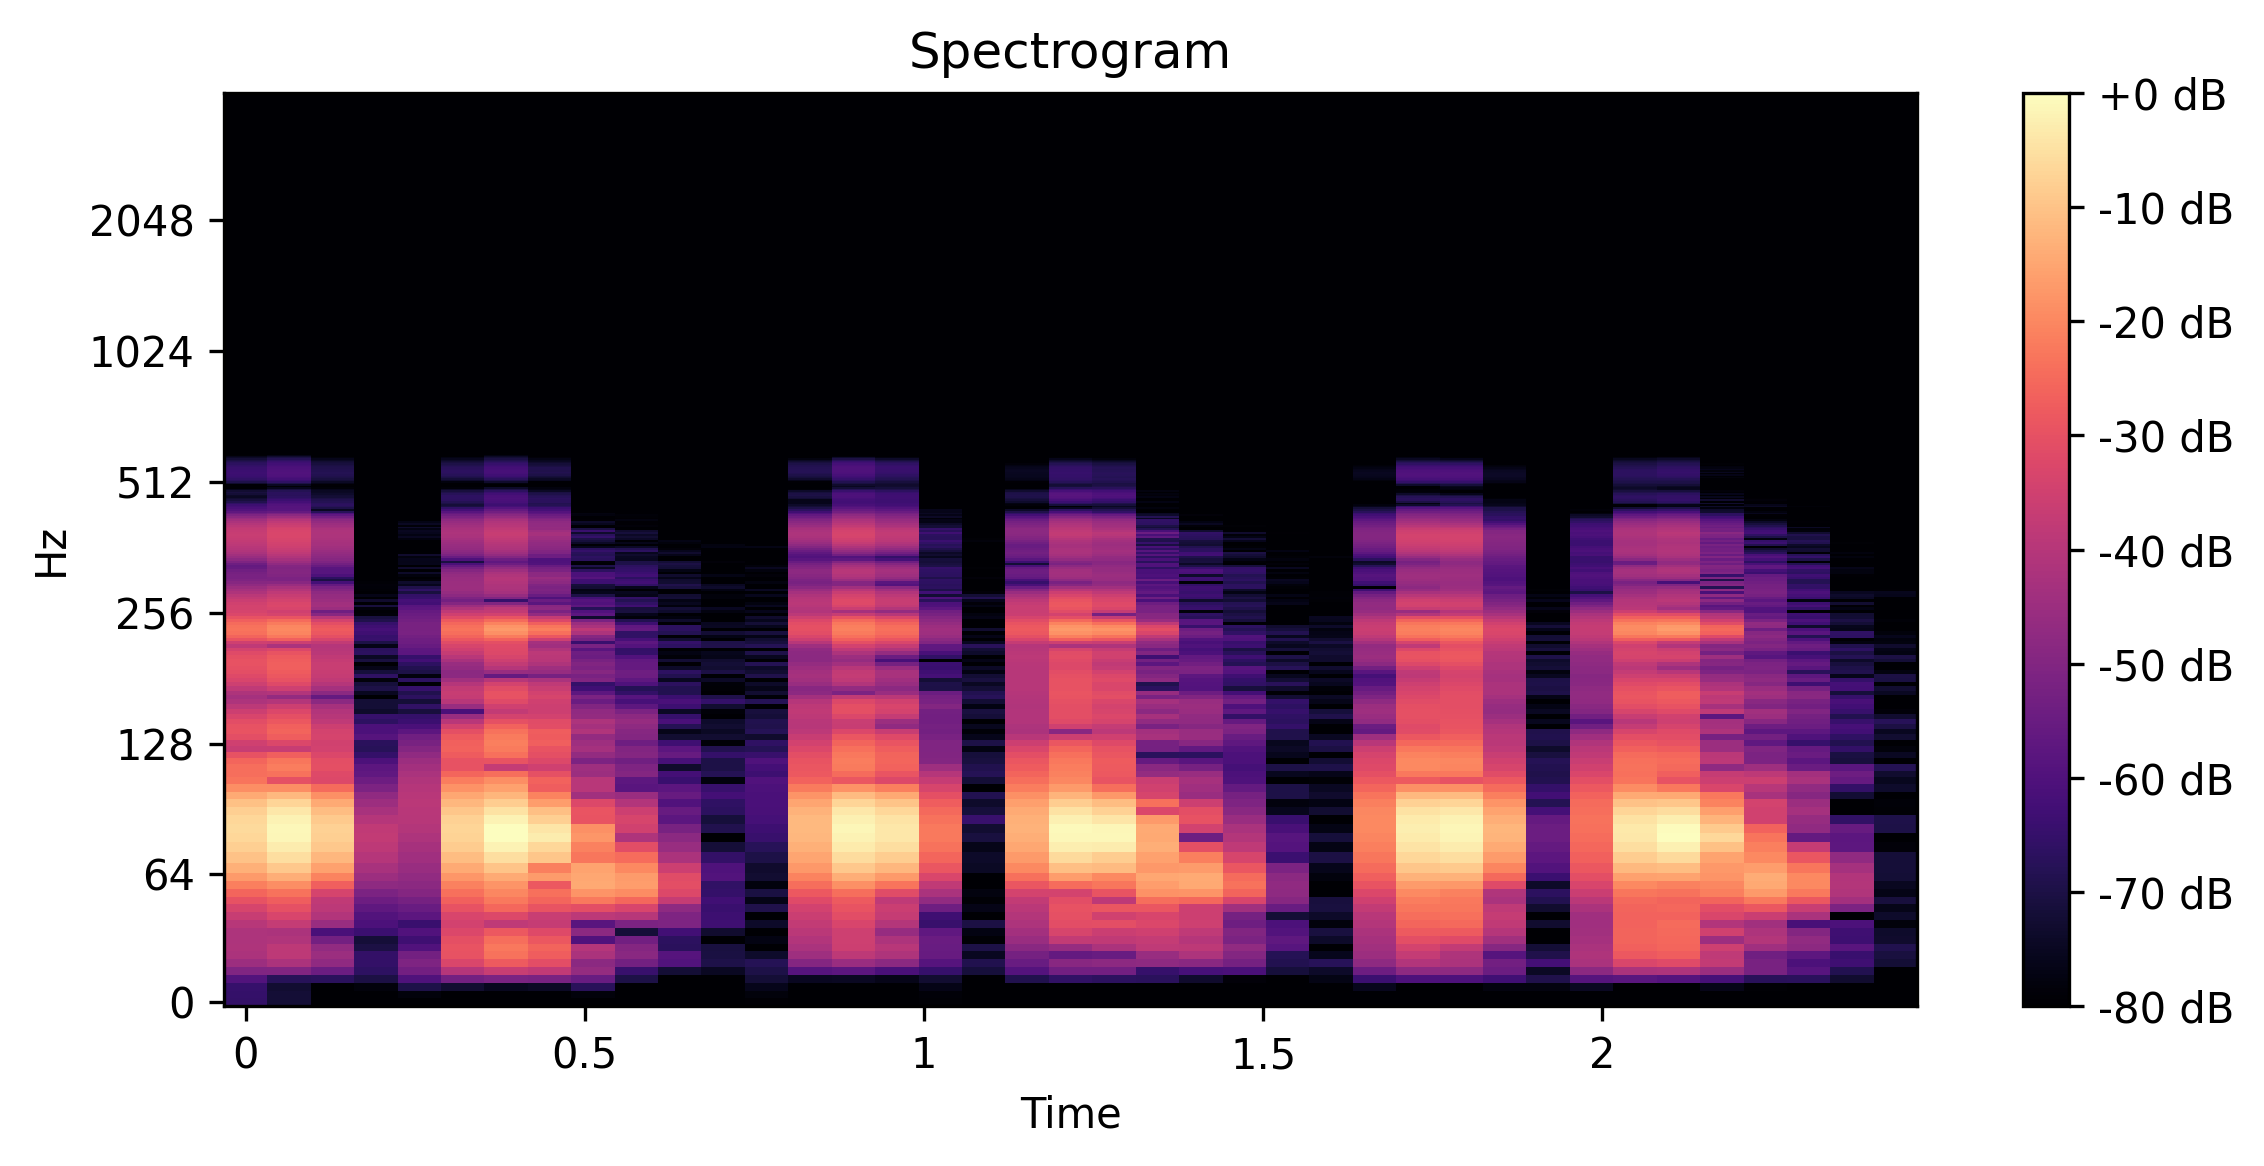 Spectrogram
Hz
2048
1024
512
256
128
64
0
0 0.5 1 1.5 2
Time
+0 dB
-10 dB
-20 dB
-30 dB
-40 dB
-50 dB
-60 dB
-70 dB
-80 dB